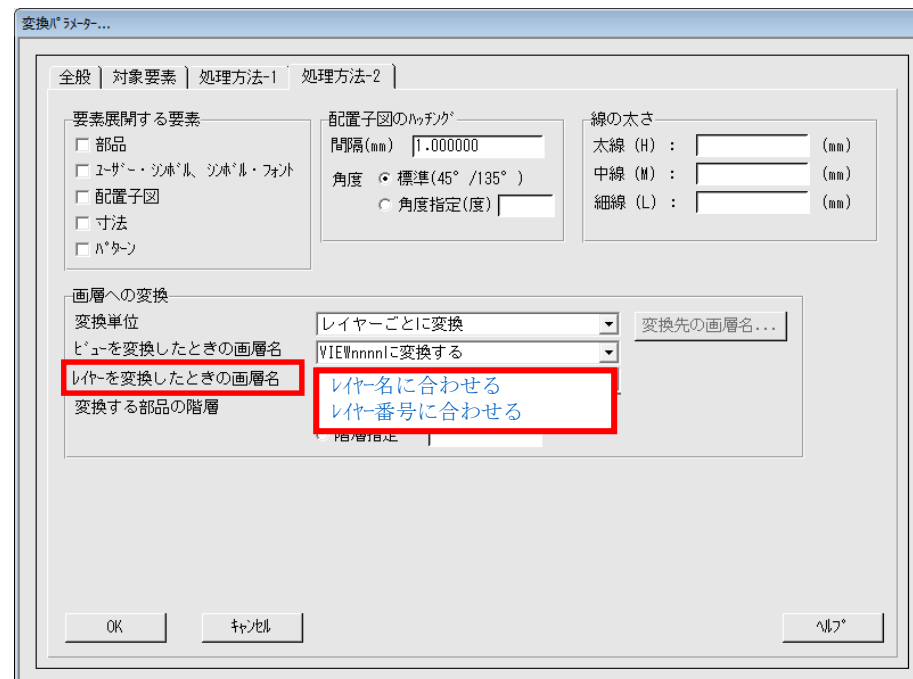 変換ﾊﾟﾗﾒｰﾀｰ...
全般 対象要素 処理方法-1 処理方法-2
要素展開する要素
部品
ﾕｰｻﾞｰ・ｼﾝﾎﾞﾙ、ｼﾝﾎﾞﾙ・ﾌｫﾝﾄ
配置子図
寸法
ﾊﾟﾀｰﾝ
配置子図のﾊｯﾁﾝｸﾞ
間隔(mm) 1.000000
角度 標準(45°/135°)
角度指定(度)
線の太さ
太線 (H) : (mm)
中線 (M) : (mm)
細線 (L) : (mm)
画層への変換
変換単位 レイヤーごとに変換 変換先の画層名...
ﾋﾞｭｰを変換したときの画層名 VIEWnnnnに変換する
ﾚｲﾔｰを変換したときの画層名 ﾚｲﾔｰ名に合わせる
ﾚｲﾔｰ番号に合わせる
変換する部品の階層
階層指定
OK ｷｬﾝｾﾙ ﾍﾙﾌﾟ